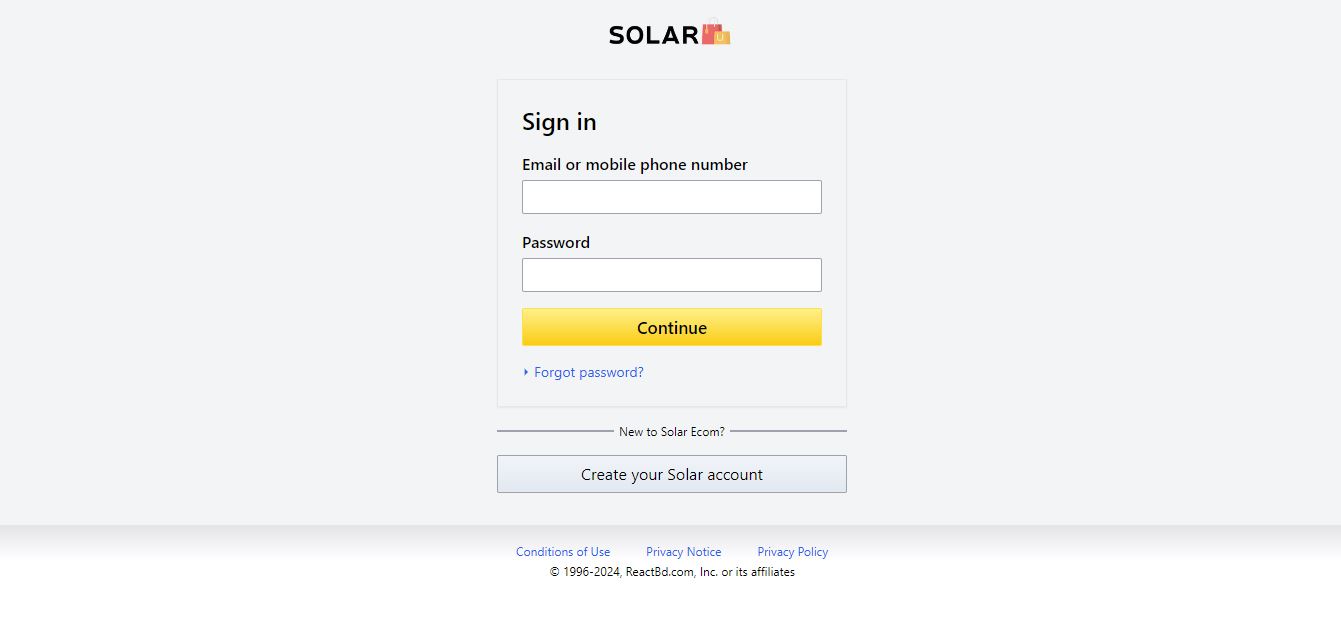 SOLAR
U
Sign in
Email or mobile phone number
Password
Continue
Forgot password?
New to Solar Ecom?
Create your Solar account
Conditions of Use Privacy Notice Privacy Policy
© 1996-2024, ReactBd.com, Inc. or its affiliates